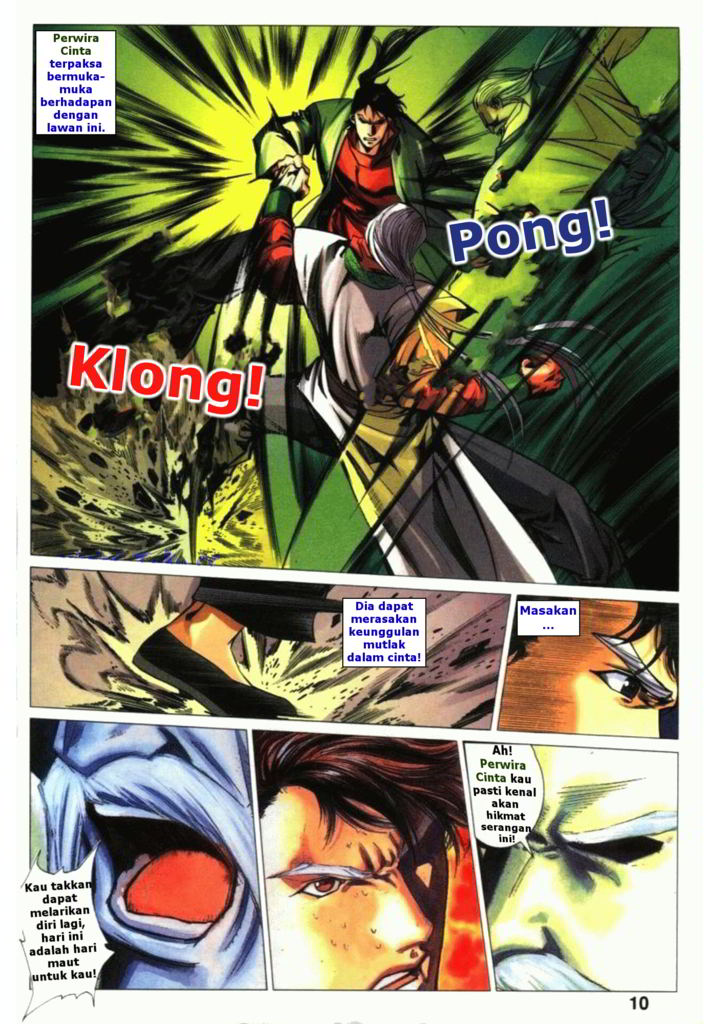 Perwira
Cinta
terpaksa
bermuka-
muka
berhadapan
dengan
lawan ini.
Pong!
Klong!
Dia dapat
merasakan
keunggulan
mutlak
dalam cinta!
Masakan
...
Kau takkan
dapat
melarikan
diri lagi,
hari ini
adalah hari
maut
untuk kau!
Ah!
Perwira
Cinta kau
pasti kenal
akan
hikmat
serangan
ini!
10